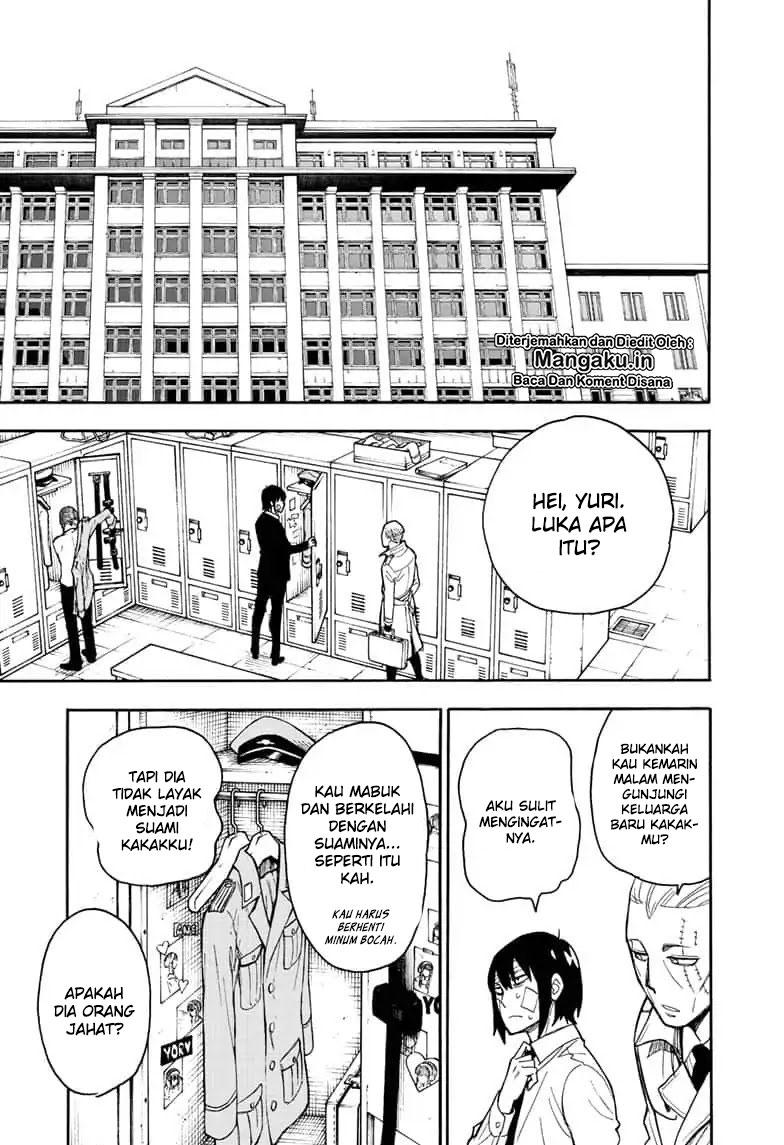 Diterjemahkan dan Diedit Oleh :
Mangaku.in
Baca Dan Koment Disana
HEI, YURI.
LUKA APA
ITU?
BUKANKAH
KAU KEMARIN
MALAM MEN-
GUNJUNGI
KELUARGA
BARU KAKAK-
MU?
AKU SULIT
MENGINGAT-
NYA.
KAU MABUK
DAN BERKELAHI
DENGAN
SUAMINYA...
SEPERTI ITU
KAH.
KAU HARUS
BERHENTI
MINUM BOCAH.
TAPI DIA
TIDAK LAYAK
MENJADI
SUAMI
KAKAKKU!
APAKAH
DIA ORANG
JAHAT?
YORV